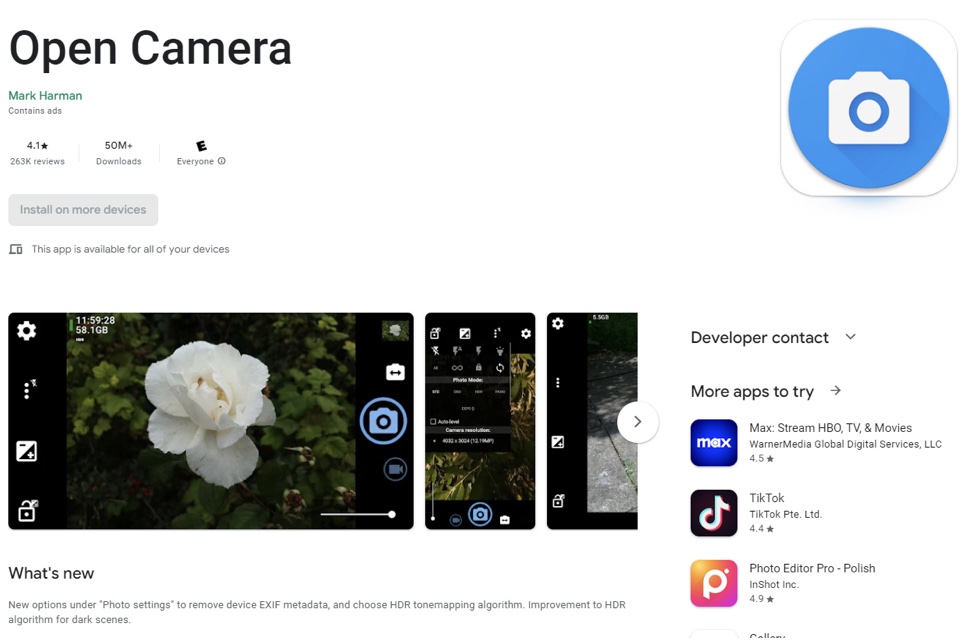 Open Camera
Mark Harman
Contains ads
4.1★
263K reviews
50M+
Downloads
E
Everyone
Install on more devices
This app is available for all of your devices
11:59:28
58.1GB
Photo Mode:
STD
HDR
Auto-level
Camera resolution:
4032 x 3024 (12.19MP)
5.5GB
Developer contact
More apps to try
max
Max: Stream HBO, TV, & Movies
WarnerMedia Global Digital Services, LLC
4.5 ★
TikTok
TikTok Pte. Ltd.
4.4 ★
Photo Editor Pro - Polish
InShot Inc.
4.9 ★
What's new
New options under "Photo settings" to remove device EXIF metadata, and choose HDR tonemapping algorithm. Improvement to HDR
algorithm for dark scenes.